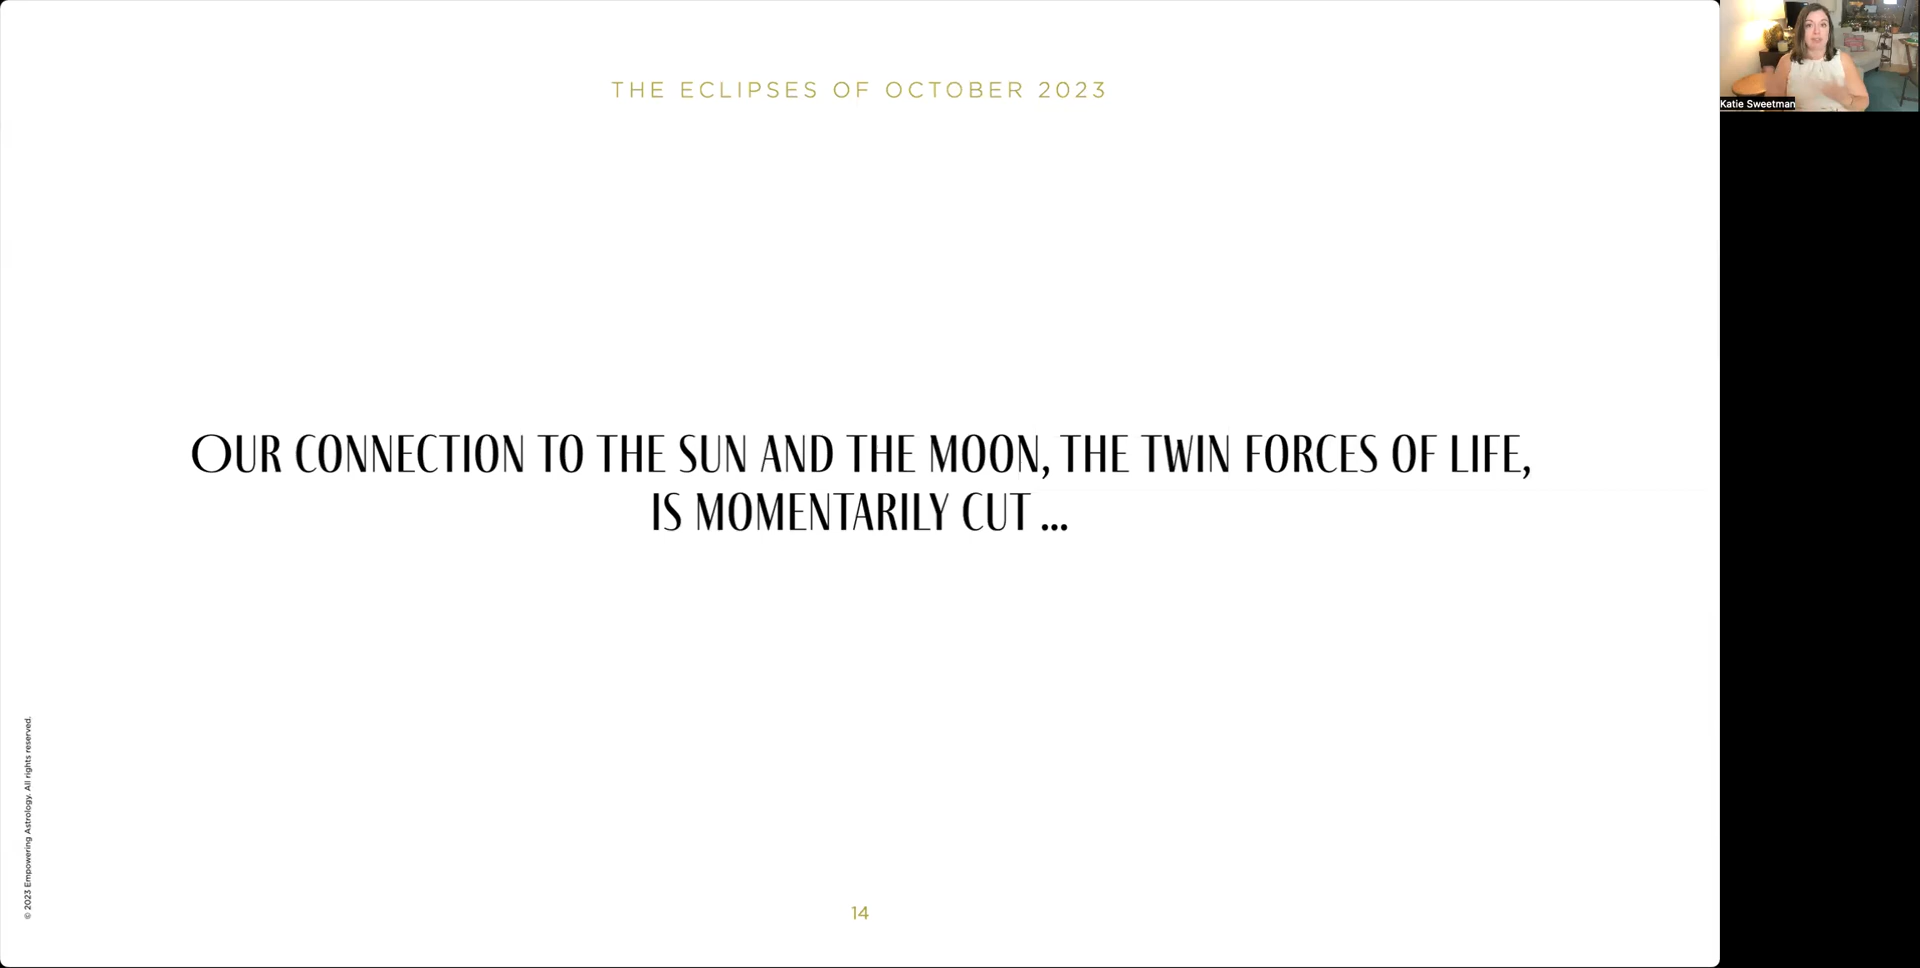 THE ECLIPSES OF OCTOBER 2023
Katie Sweetman
OUR CONNECTION TO THE SUN AND THE MOON, THE TWIN FORCES OF LIFE,
IS MOMENTARILY CUT ...
© 2023 Empowering Astrology. All rights reserved.
14